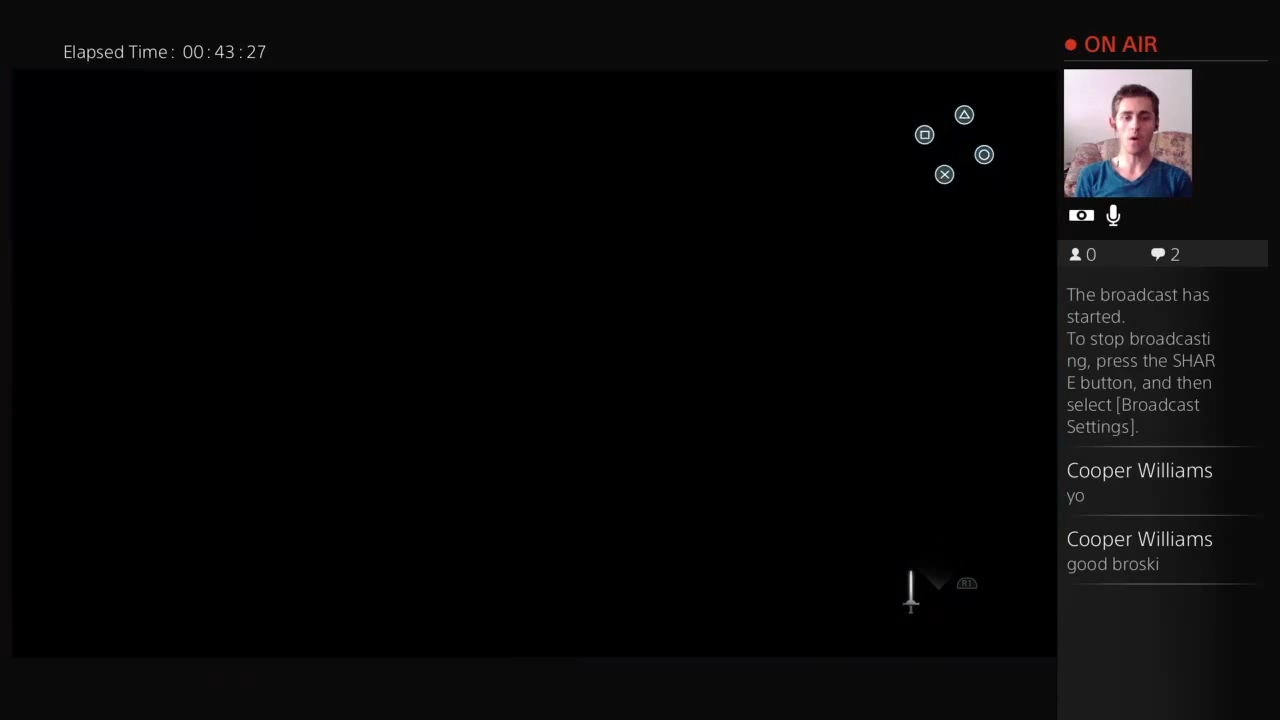 Elapsed Time: 00:43:27
ON AIR
0 2
The broadcast has
started.
To stop broadcasti
ng, press the SHAR
E button, and then
select [Broadcast
Settings].
Cooper Williams
yo
Cooper Williams
good broski
R1